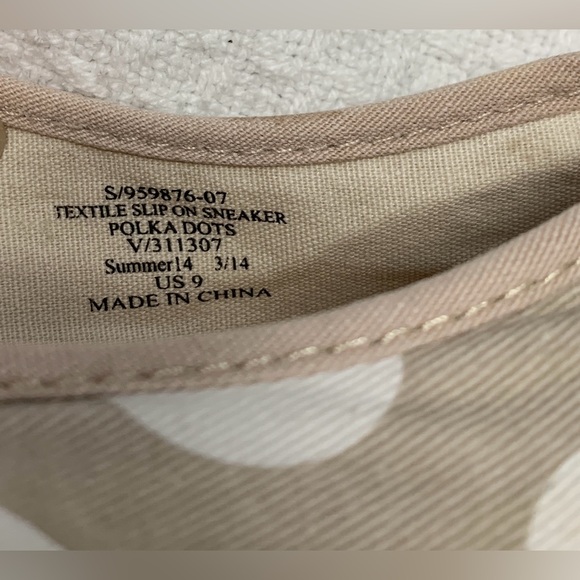 S/959876-07
TEXTILE SLIP ON SNEAKER
POLKA DOTS
V/311307
Summer14 3/14
US 9
MADE IN CHINA